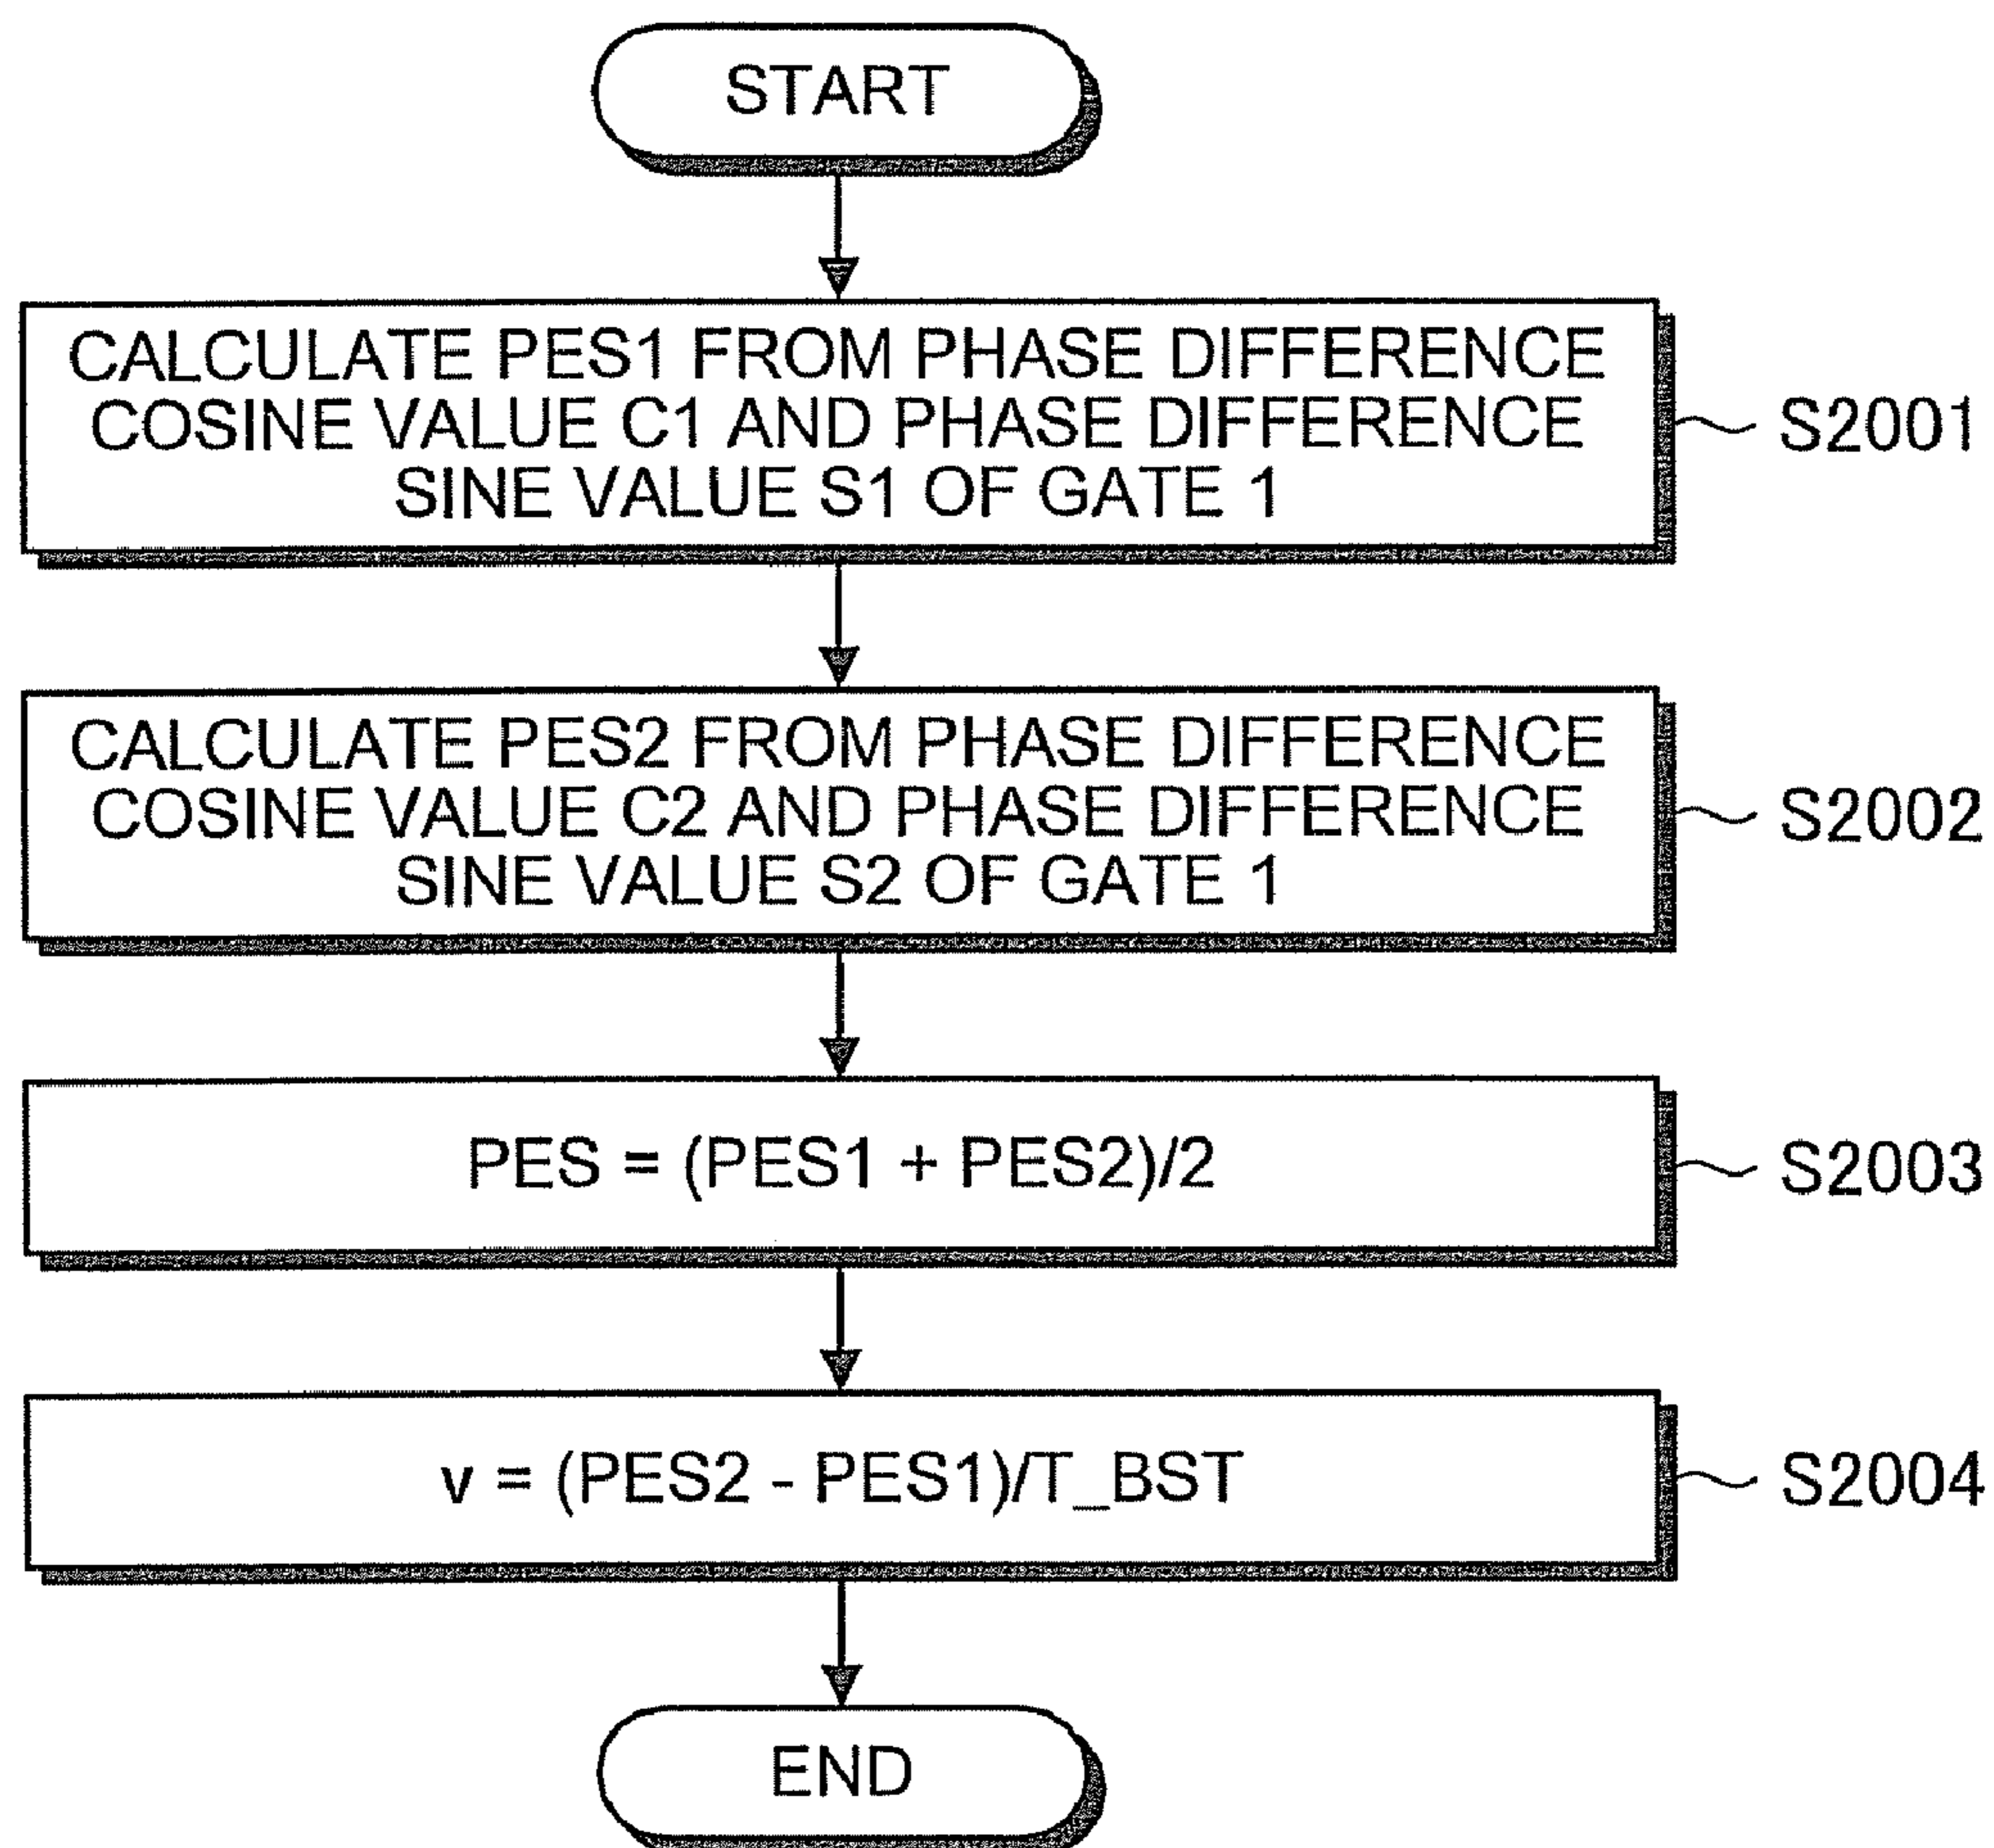 START
CALCULATE PES1 FROM PHASE DIFFERENCE
COSINE VALUE C1 AND PHASE DIFFERENCE
SINE VALUE S1 OF GATE 1
S2001
CALCULATE PES2 FROM PHASE DIFFERENCE
COSINE VALUE C2 AND PHASE DIFFERENCE
SINE VALUE S2 OF GATE 1
S2002
PES = (PES1 + PES2)/2
S2003
v = (PES2 - PES1)/T_BST
S2004
END